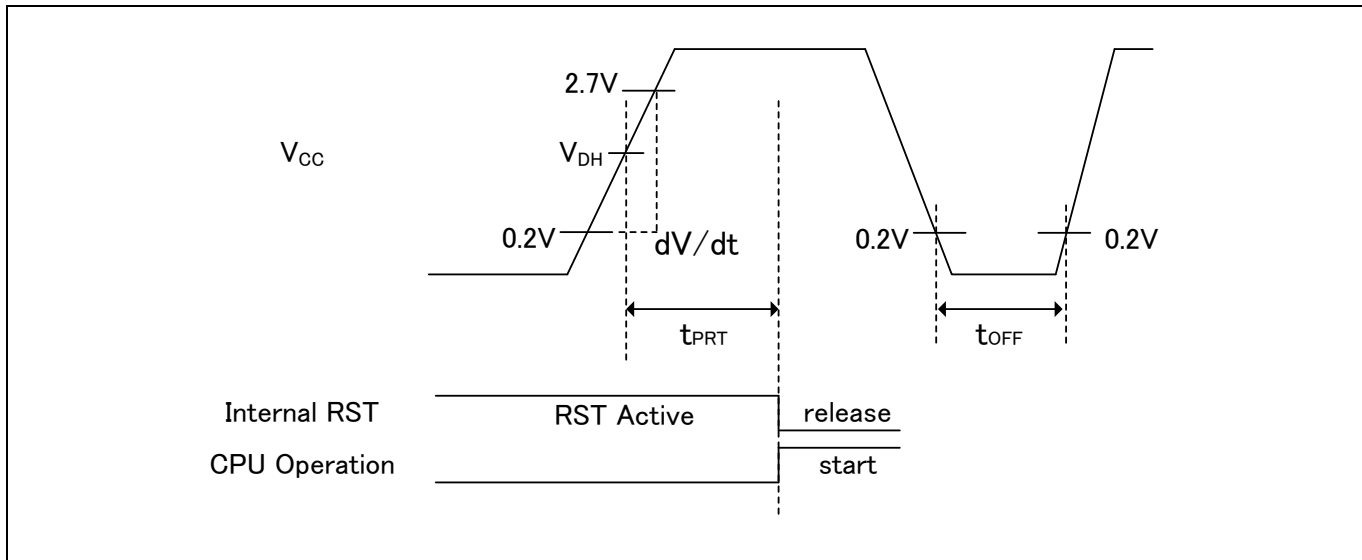 2.7V
VCC
VDH
0.2V
dV/dt
0.2V
0.2V
tPRT
tOFF
Internal RST
RST Active
release
CPU Operation
start